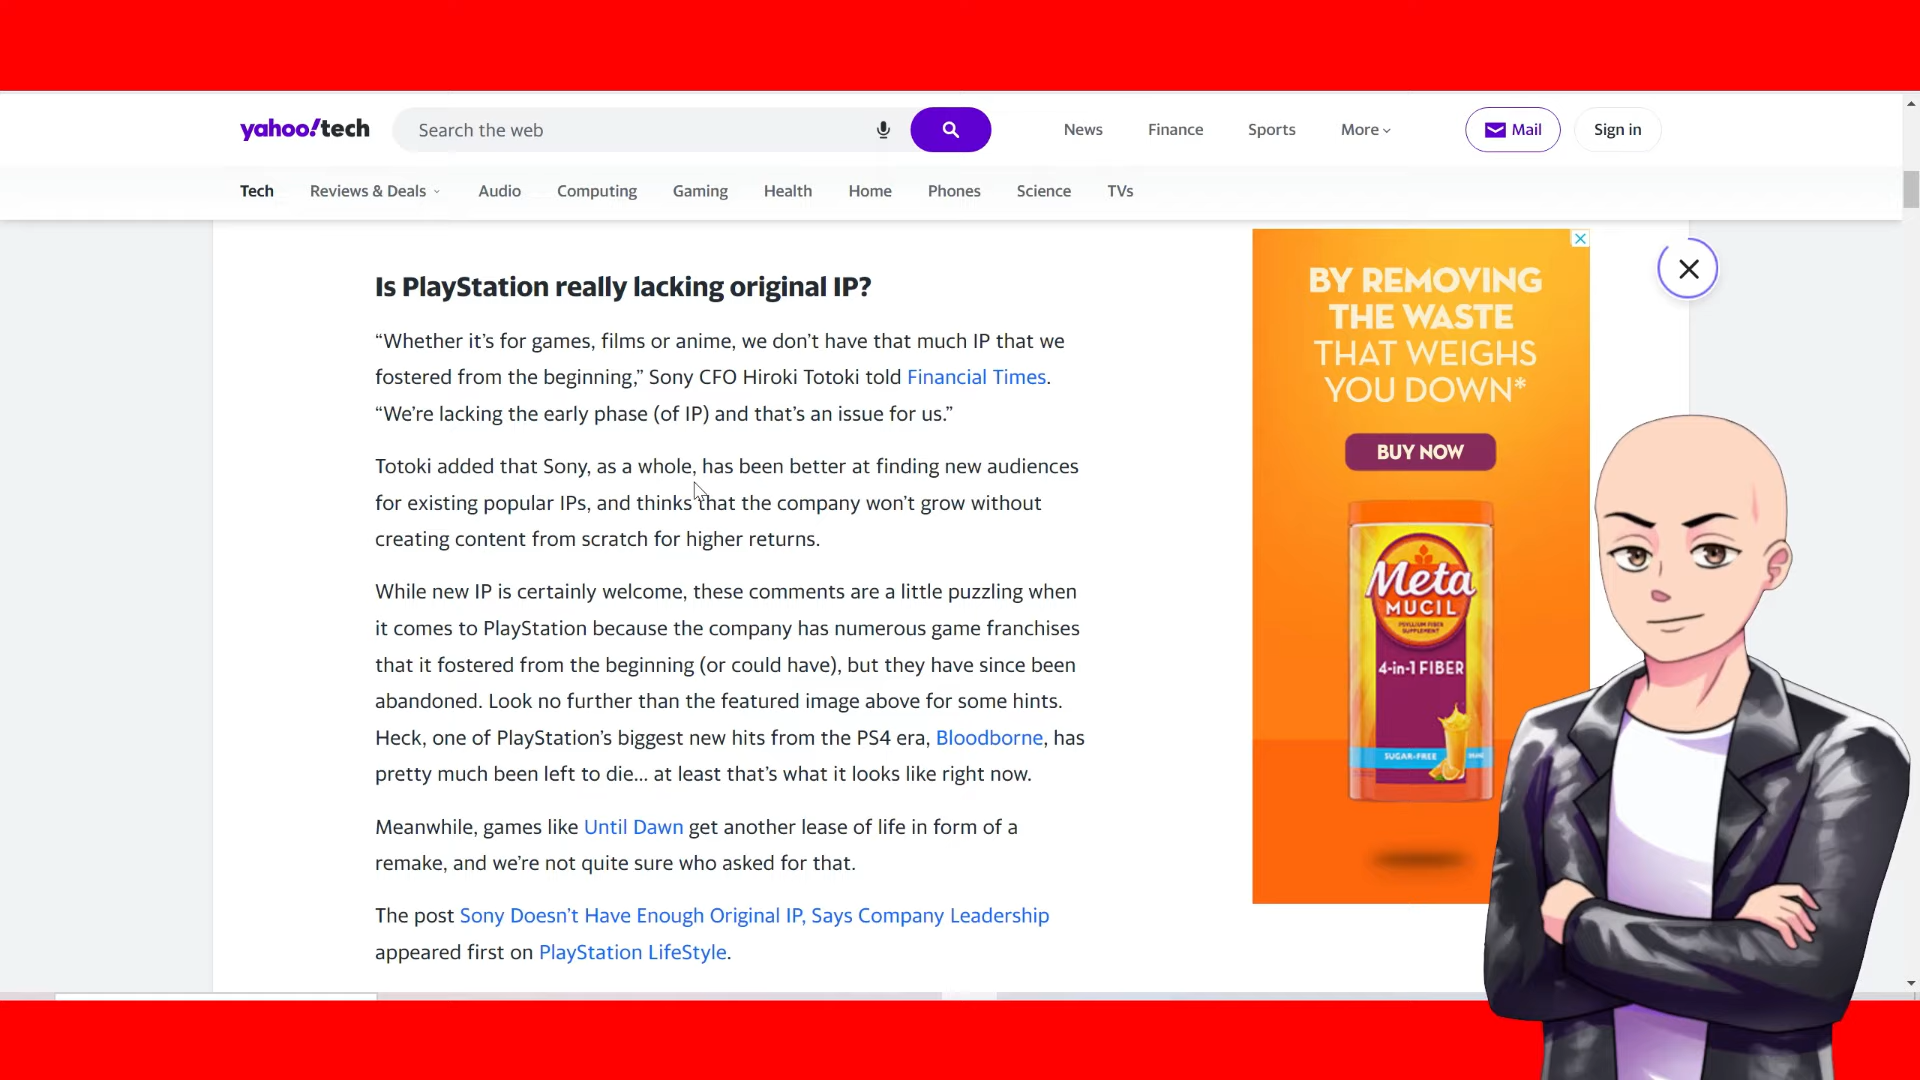 yahoo!tech
Search the web
News
Finance
Sports
More
Mail
Sign in
Tech
Reviews & Deals
Audio
Computing
Gaming
Health
Home
Phones
Science
TVs
Is PlayStation really lacking original IP?
“Whether it’s for games, films or anime, we don’t have that much IP that we
fostered from the beginning,” Sony CFO Hiroki Totoki told Financial Times.
“We’re lacking the early phase (of IP) and that’s an issue for us.”
Totoki added that Sony, as a whole, has been better at finding new audiences
for existing popular IPs, and thinks that the company won’t grow without
creating content from scratch for higher returns.
While new IP is certainly welcome, these comments are a little puzzling when
it comes to PlayStation because the company has numerous game franchises
that it fostered from the beginning (or could have), but they have since been
abandoned. Look no further than the featured image above for some hints.
Heck, one of PlayStation’s biggest new hits from the PS4 era, Bloodborne, has
pretty much been left to die… at least that’s what it looks like right now.
Meanwhile, games like Until Dawn get another lease of life in form of a
remake, and we’re not quite sure who asked for that.
The post Sony Doesn’t Have Enough Original IP, Says Company Leadership
appeared first on PlayStation LifeStyle.
BY REMOVING
THE WASTE
THAT WEIGHS
YOU DOWN*
BUY NOW
Meta
MUCIL
PSYLLIUM FIBER
SUPPLEMENT
4-in-1 FIBER
SUGAR-FREE